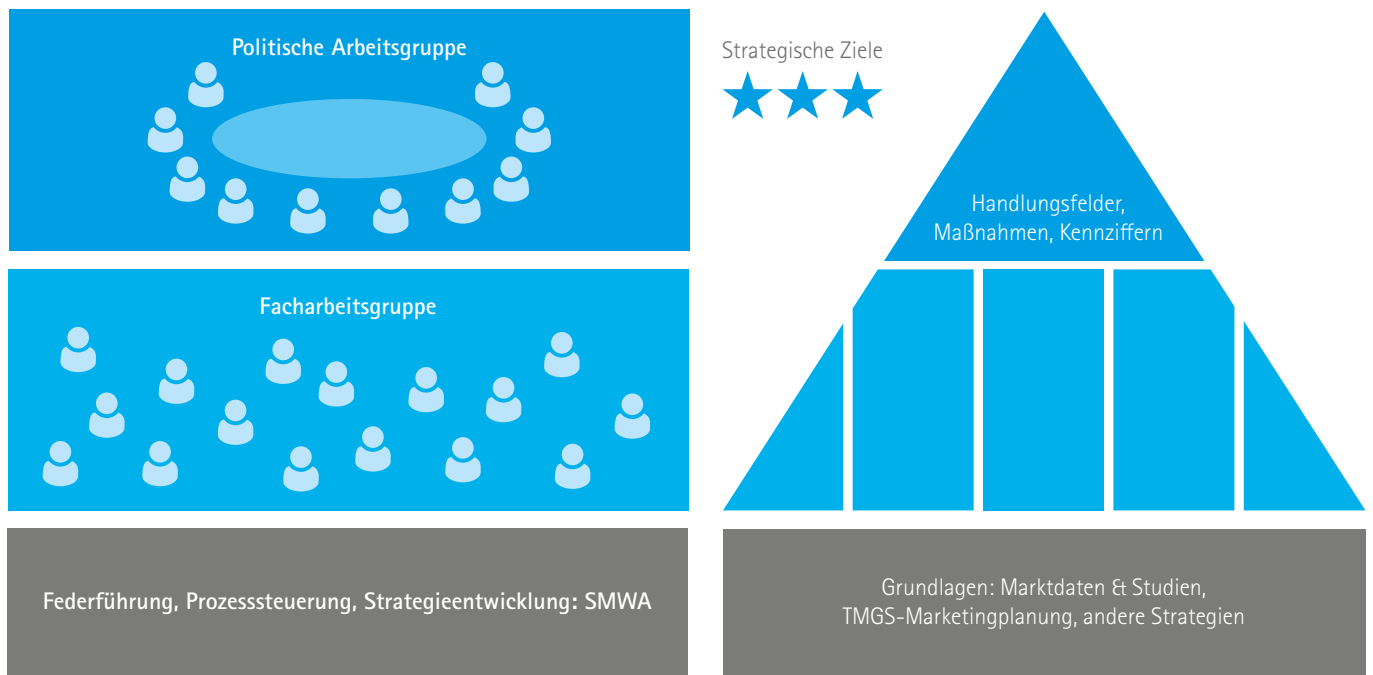 Politische Arbeitsgruppe
Facharbeitsgruppe
Federführung, Prozesssteuerung, Strategieentwicklung: SMWA
Strategische Ziele
Handlungsfelder,
Maßnahmen, Kennziffern
Grundlagen: Marktdaten & Studien,
TMGS-Marketingplanung, andere Strategien